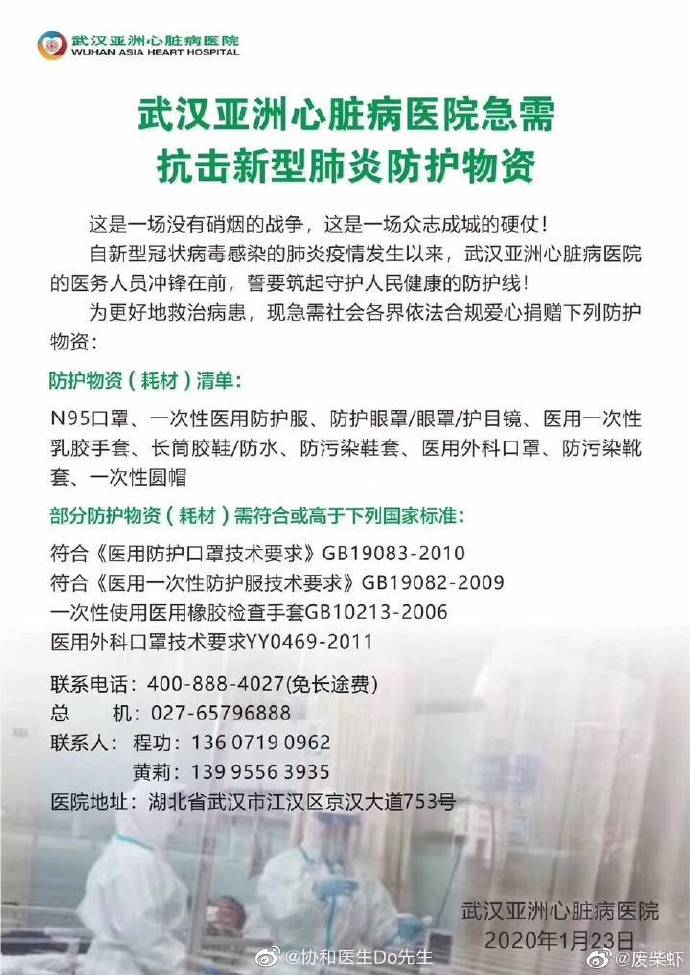 武汉亚洲心脏病医院
WUHAN ASIA HEART HOSPITAL
武汉亚洲心脏病医院急需
抗击新型肺炎防护物资
这是一场没有硝烟的战争，这是一场众志成城的硬仗！
自新型冠状病毒感染的肺炎疫情发生以来，武汉亚洲心脏病医院
的医务人员冲锋在前，誓要筑起守护人民健康的防护线！
为更好地救治病患，现急需社会各界依法合规爱心捐赠下列防护
物资：
防护物资（耗材）清单：
N95口罩、一次性医用防护服、防护眼罩/眼罩/护目镜、医用一次性
乳胶手套、长筒胶鞋/防水、防污染鞋套、医用外科口罩、防污染靴
套、一次性圆帽
部分防护物资（耗材）需符合或高于下列国家标准：
符合《医用防护口罩技术要求》GB19083-2010
符合《医用一次性防护服技术要求》GB19082-2009
一次性使用医用橡胶检查手套GB10213-2006
医用外科口罩技术要求YY0469-2011
联系电话：400-888-4027(免长途费)
总 机：027-65796888
联系人： 程功：136 0719 0962
黄莉：139 9556 3935
医院地址：湖北省武汉市江汉区京汉大道753号
武汉亚洲心脏病医院
2020年1月23日
@协和医生Do先生
@废柴虾